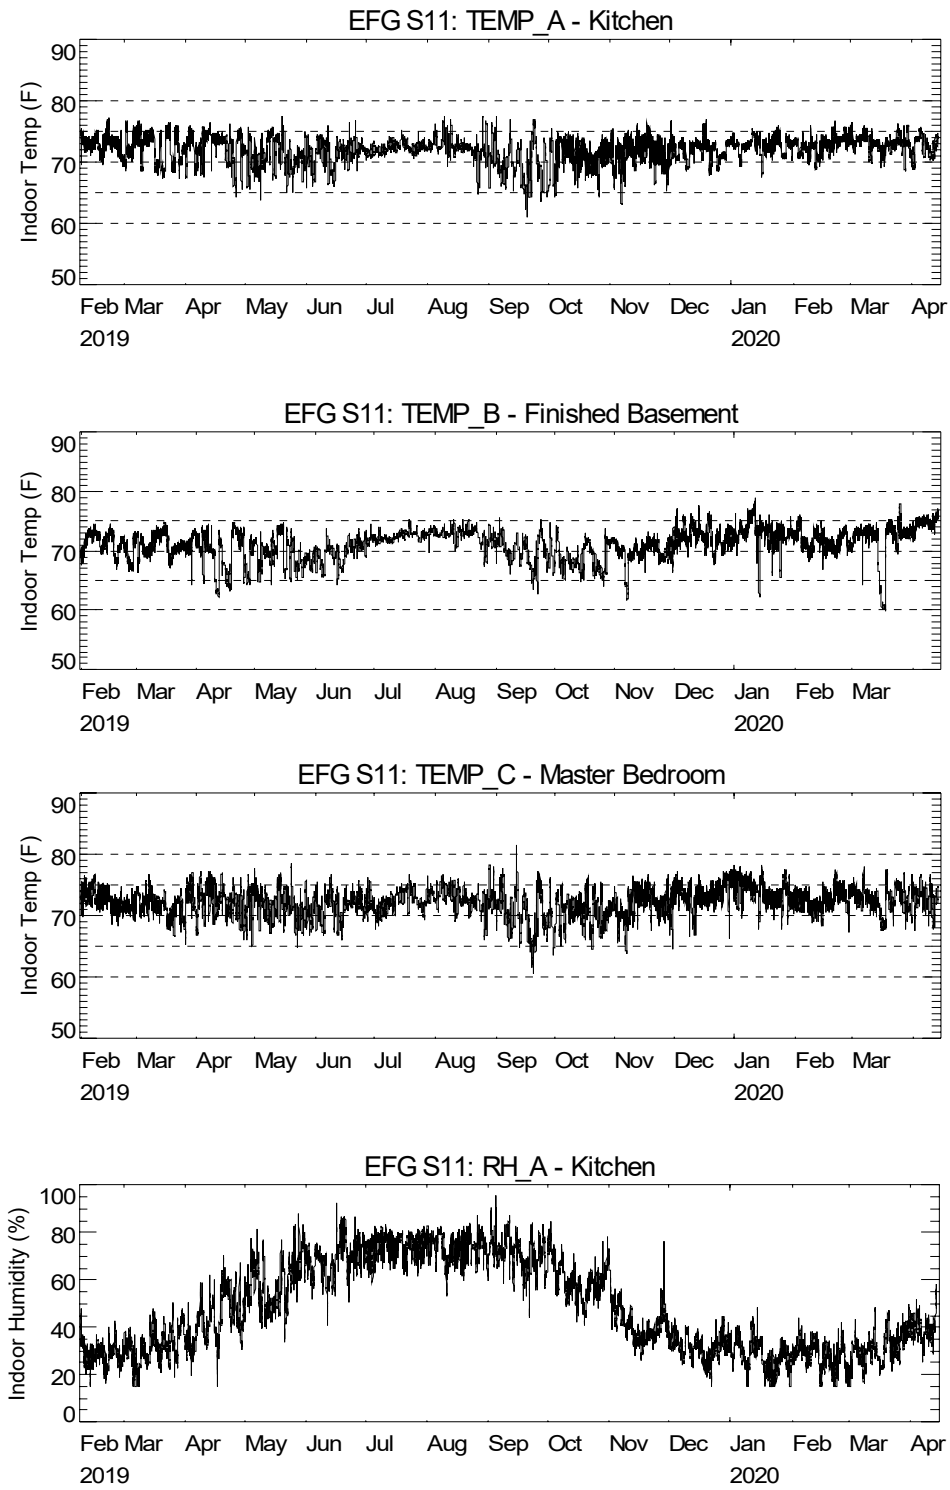 EFG S11: TEMP_A - Kitchen
Indoor Temp (F)
90
80
70
60
50
Feb Mar Apr May Jun Jul Aug Sep Oct Nov Dec Jan Feb Mar Apr
2019 2020
EFG S11: TEMP_B - Finished Basement
Indoor Temp (F)
90
80
70
60
50
Feb Mar Apr May Jun Jul Aug Sep Oct Nov Dec Jan Feb Mar
2019 2020
EFG S11: TEMP_C - Master Bedroom
Indoor Temp (F)
90
80
70
60
50
Feb Mar Apr May Jun Jul Aug Sep Oct Nov Dec Jan Feb Mar
2019 2020
EFG S11: RH_A - Kitchen
Indoor Humidity (%)
100
80
60
40
20
0
Feb Mar Apr May Jun Jul Aug Sep Oct Nov Dec Jan Feb Mar Apr
2019 2020